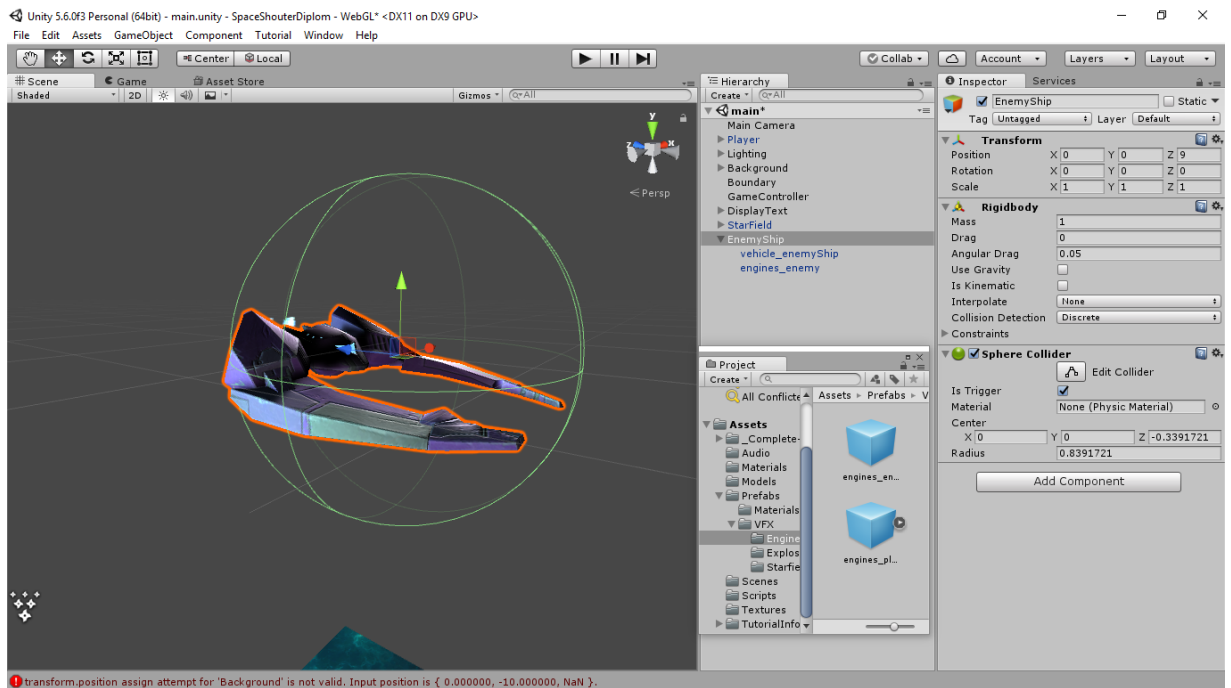 Unity 5.6.0f3 Personal (64bit) - main.unity - SpaceShouterDiplom - WebGL* <DX11 on DX9 GPU>
File Edit Assets GameObject Component Tutorial Window Help
Center Local Collab Account Layers Layout
Scene Game Asset Store
Shaded 2D Gizmos All
y
z x
Persp
Hierarchy
Create All
main*
Main Camera
Player
Lighting
Background
Boundary
GameController
DisplayText
StarField
EnemyShip
vehicle_enemyShip
engines_enemy
Project
Create
All Conflicte
Assets Prefabs V
Assets
_Complete-
Audio
Materials
Models
Prefabs
Materials
VFX
Engine
Explos
Starfie
Scenes
Scripts
Textures
TutorialInfo
engines_en...
engines_pl...
Inspector Services
EnemyShip Static
Tag Untagged Layer Default
Transform
Position X 0 Y 0 Z 9
Rotation X 0 Y 0 Z 0
Scale X 1 Y 1 Z 1
Rigidbody
Mass 1
Drag 0
Angular Drag 0.05
Use Gravity
Is Kinematic
Interpolate None
Collision Detection Discrete
Constraints
Sphere Collider
Edit Collider
Is Trigger
Material None (Physic Material)
Center
X 0 Y 0 Z -0.3391721
Radius 0.8391721
Add Component
transform.position assign attempt for 'Background' is not valid. Input position is { 0.000000, -10.000000, NaN }.